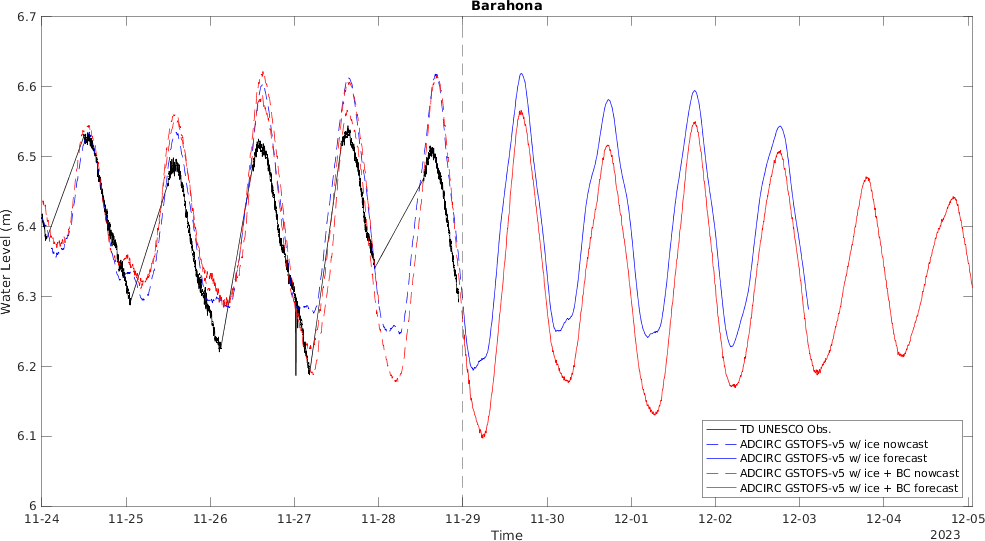 Barahona
6.7
6.6
6.5
6.4
6.3
6.2
6.1
6
Water Level (m)
TD UNESCO Obs.
ADCIRC GSTOFS-v5 w/ ice nowcast
ADCIRC GSTOFS-v5 w/ ice forecast
ADCIRC GSTOFS-v5 w/ ice + BC nowcast
ADCIRC GSTOFS-v5 w/ ice + BC forecast
11-24 11-25 11-26 11-27 11-28 11-29 11-30 12-01 12-02 12-03 12-04 12-05
Time
2023